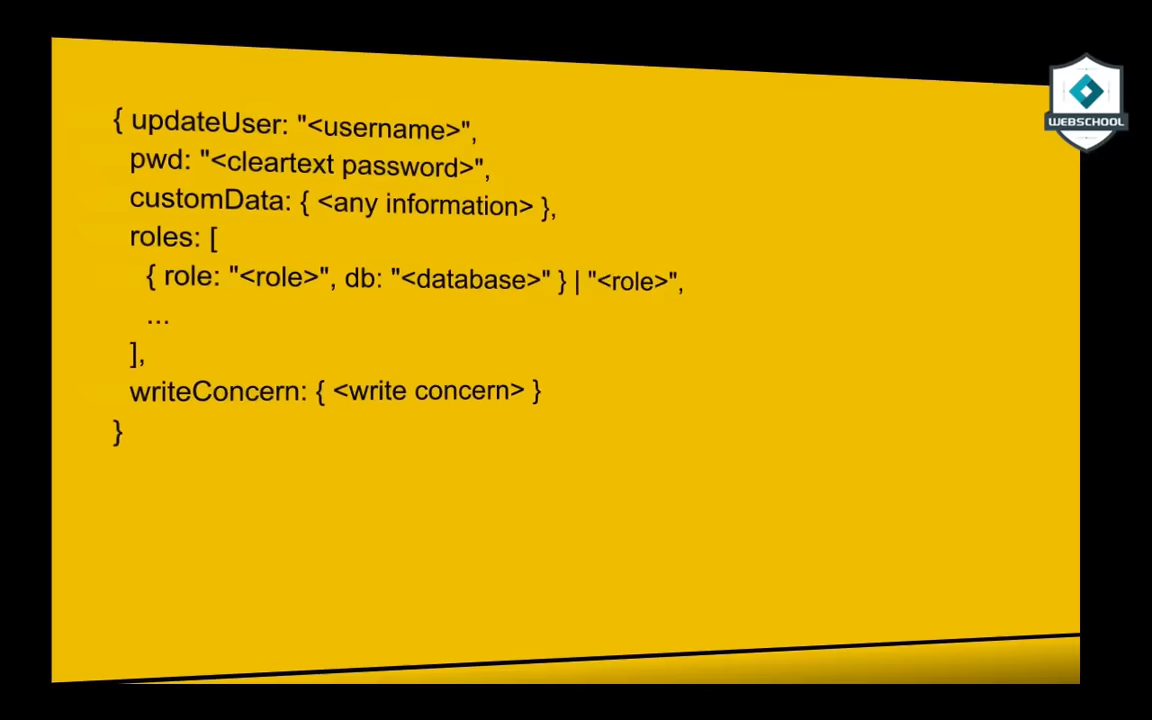 { updateUser: "<username>",
pwd: "<cleartext password>",
customData: { <any information> },
roles: [
{ role: "<role>", db: "<database>" } | "<role>",
...
],
writeConcern: { <write concern> }
}
WEBSCHOOL